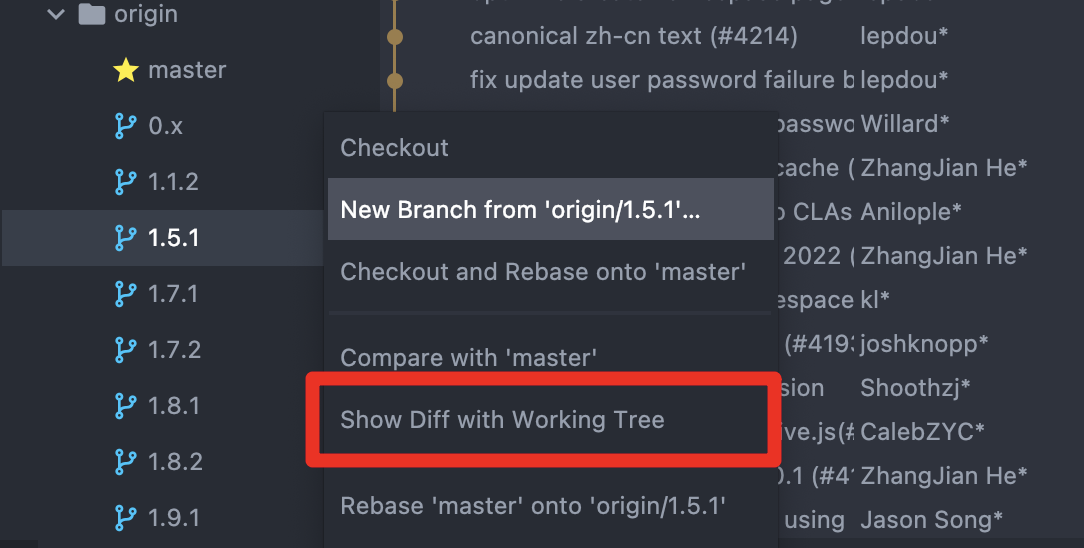 origin
master
0.x
1.1.2
1.5.1
1.7.1
1.7.2
1.8.1
1.8.2
1.9.1
canonical zh-cn text (#4214) lepdou*
fix update user password failure b lepdou*
Willard*
cache ( ZhangJian He*
CLAs Anilople*
2022 ( ZhangJian He*
kl*
(#419 joshknopp*
Shoothzj*
ive.js(# CalebZYC*
0.1 (#4 ZhangJian He*
using Jason Song*
Checkout
New Branch from 'origin/1.5.1'...
Checkout and Rebase onto 'master'
Compare with 'master'
Show Diff with Working Tree
Rebase 'master' onto 'origin/1.5.1'